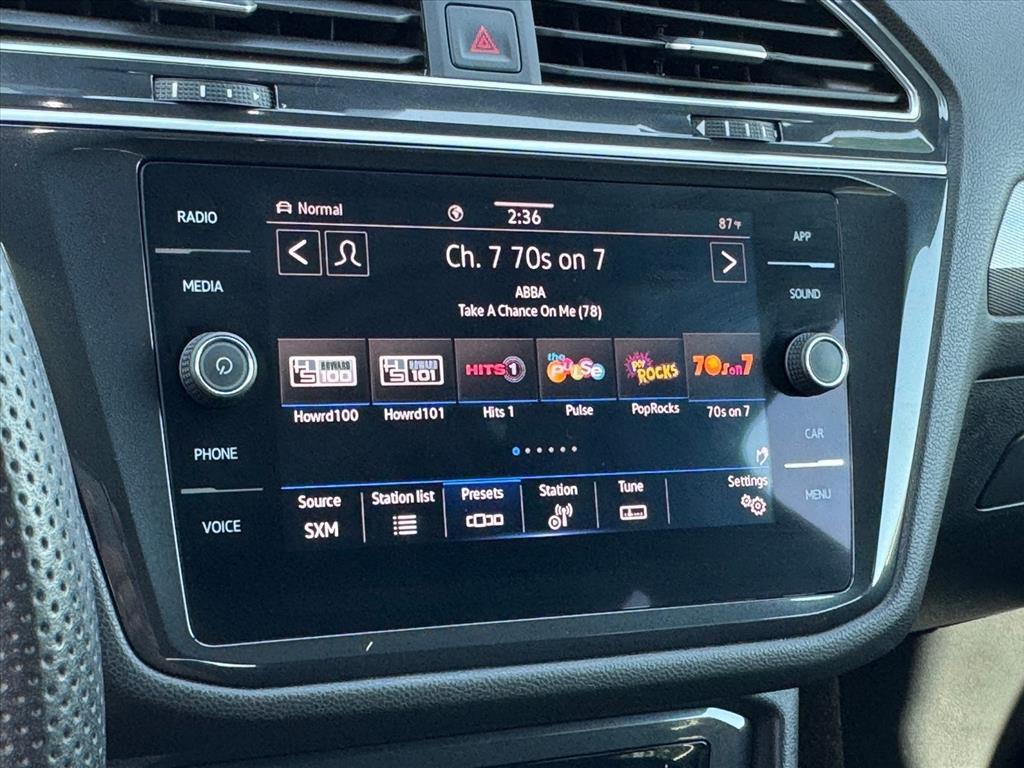 RADIO
MEDIA
PHONE
VOICE
Normal
2:36
87°F
Ch. 7 70s on 7
ABBA
Take A Chance On Me (78)
HOWARD 100
HOWARD 101
HITS 1
the PULSE
POP ROCKS
70s on 7
Howrd100
Howrd101
Hits 1
Pulse
PopRocks
70s on 7
Source
SXM
Station list
Presets
Station
Tune
Settings
APP
SOUND
CAR
MENU